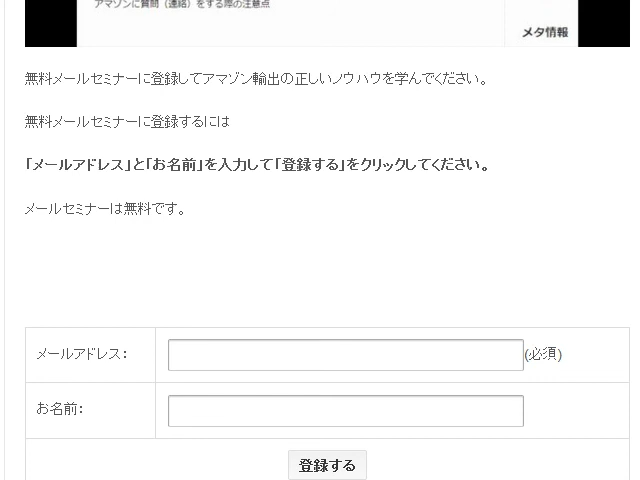 アマゾンに質問（連絡）をする際の注意点
メタ情報
無料メールセミナーに登録してアマゾン輸出の正しいノウハウを学んでください。
無料メールセミナーに登録するには
「メールアドレス」と「お名前」を入力して「登録する」をクリックしてください。
メールセミナーは無料です。
メールアドレス：
(必須)
お名前：
登録する